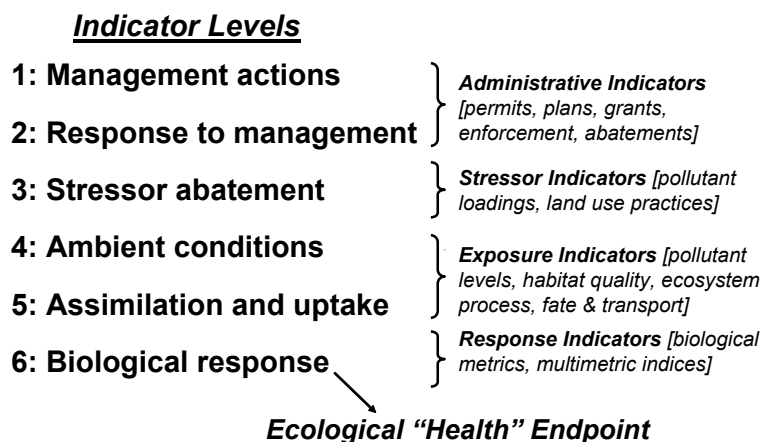 Indicator Levels
1: Management actions
2: Response to management
Administrative Indicators
[permits, plans, grants,
enforcement, abatements]
3: Stressor abatement
Stressor Indicators [pollutant
loadings, land use practices]
4: Ambient conditions
5: Assimilation and uptake
Exposure Indicators [pollutant
levels, habitat quality, ecosystem
process, fate & transport]
6: Biological response
Response Indicators [biological
metrics, multimetric indices]
Ecological “Health” Endpoint